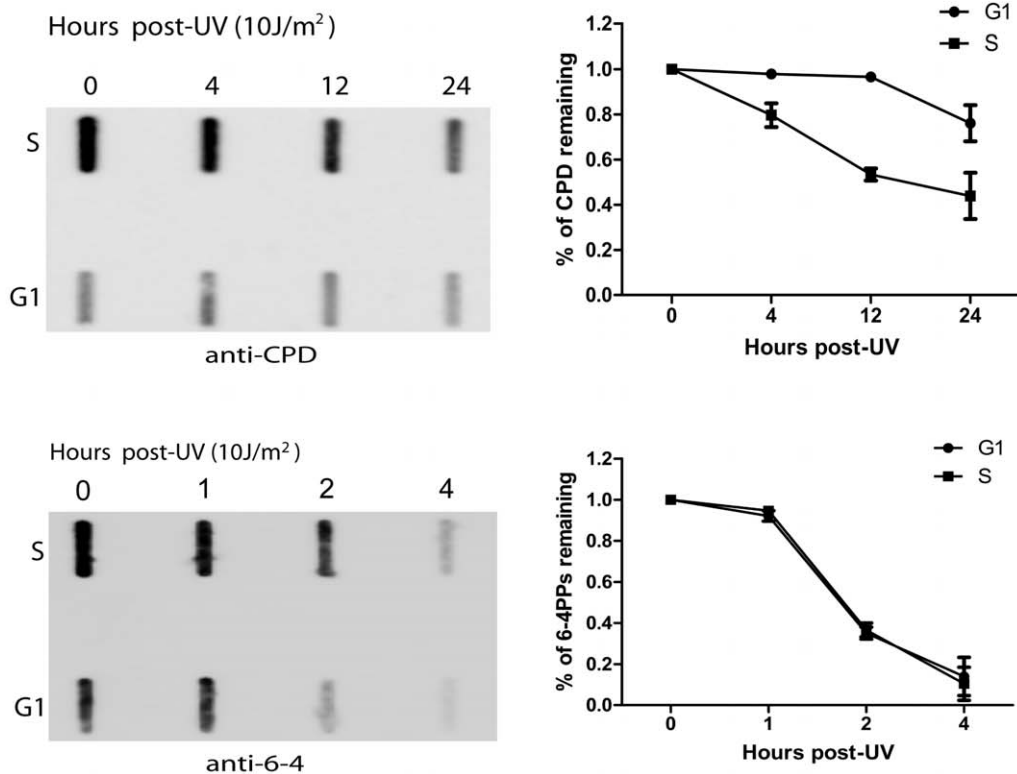 Hours post-UV (10J/m²)
0 4 12 24
S
G1
anti-CPD
G1
S
% of CPD remaining
1.2
1.0
0.8
0.6
0.4
0.2
0.0
0 4 12 24
Hours post-UV
Hours post-UV (10J/m²)
0 1 2 4
S
G1
anti-6-4
G1
S
% of 6-4PPs remaining
1.2
1.0
0.8
0.6
0.4
0.2
0.0
0 1 2 4
Hours post-UV